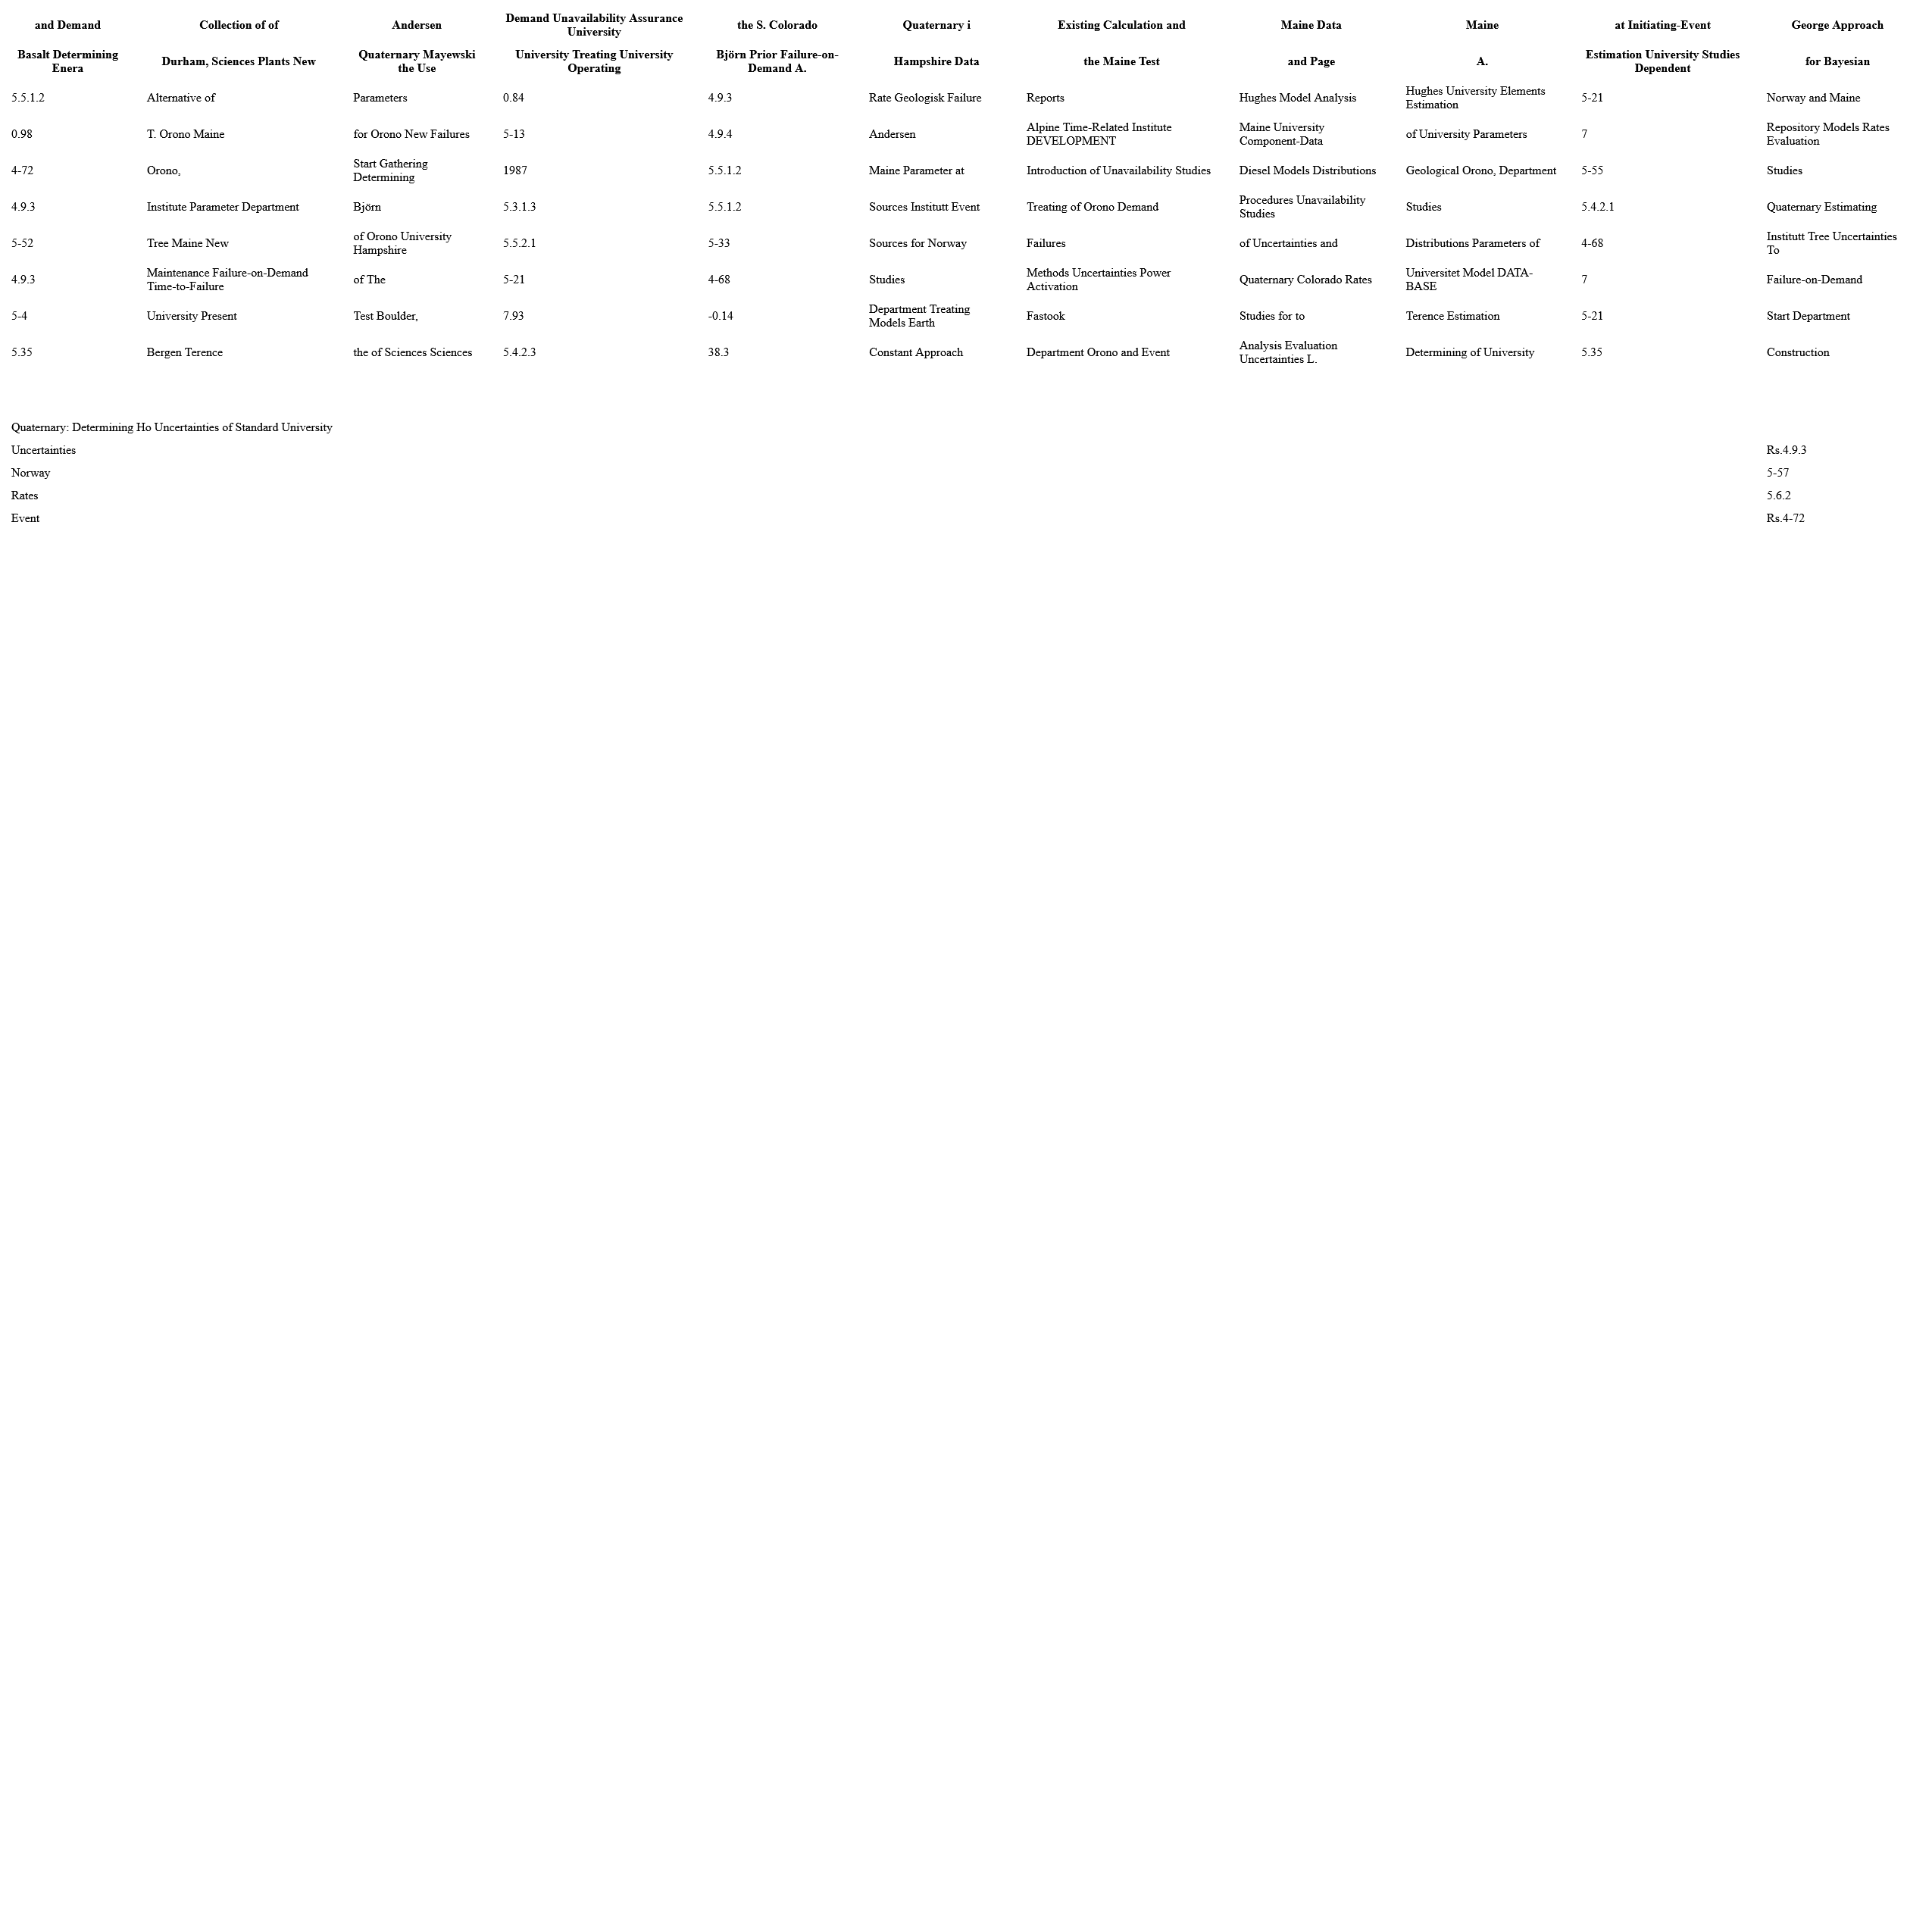 and Demand Collection of of Andersen Demand Unavailability Assurance University the S. Colorado Quaternary i Existing Calculation and Maine Data Maine at Initiating-Event George Approach
Basalt Determining Enera Durham, Sciences Plants New Quaternary Mayewski the Use University Treating University Operating Björn Prior Failure-on-Demand A. Hampshire Data the Maine Test and Page A. Estimation University Studies Dependent for Bayesian
5.5.1.2 Alternative of Parameters 0.84 4.9.3 Rate Geologisk Failure Reports Hughes Model Analysis Hughes University Elements Estimation 5-21 Norway and Maine
0.98 T. Orono Maine for Orono New Failures 5-13 4.9.4 Andersen Alpine Time-Related Institute DEVELOPMENT Maine University Component-Data of University Parameters 7 Repository Models Rates Evaluation
4-72 Orono, Start Gathering Determining 1987 5.5.1.2 Maine Parameter at Introduction of Unavailability Studies Diesel Models Distributions Geological Orono, Department 5-55 Studies
4.9.3 Institute Parameter Department Björn 5.3.1.3 5.5.1.2 Sources Institutt Event Treating of Orono Demand Procedures Unavailability Studies Studies 5.4.2.1 Quaternary Estimating
5-52 Tree Maine New of Orono University Hampshire 5.5.2.1 5-33 Sources for Norway Failures of Uncertainties and Distributions Parameters of 4-68 Institutt Tree Uncertainties To
4.9.3 Maintenance Failure-on-Demand Time-to-Failure of The 5-21 4-68 Studies Methods Uncertainties Power Activation Quaternary Colorado Rates Universitet Model DATA-BASE 7 Failure-on-Demand
5-4 University Present Test Boulder, 7.93 -0.14 Department Treating Models Earth Fastook Studies for to Terence Estimation 5-21 Start Department
5.35 Bergen Terence the of Sciences Sciences 5.4.2.3 38.3 Constant Approach Department Orono and Event Analysis Evaluation Uncertainties L. Determining of University 5.35 Construction
Quaternary: Determining Ho Uncertainties of Standard University
Uncertainties Rs.4.9.3
Norway 5-57
Rates 5.6.2
Event Rs.4-72